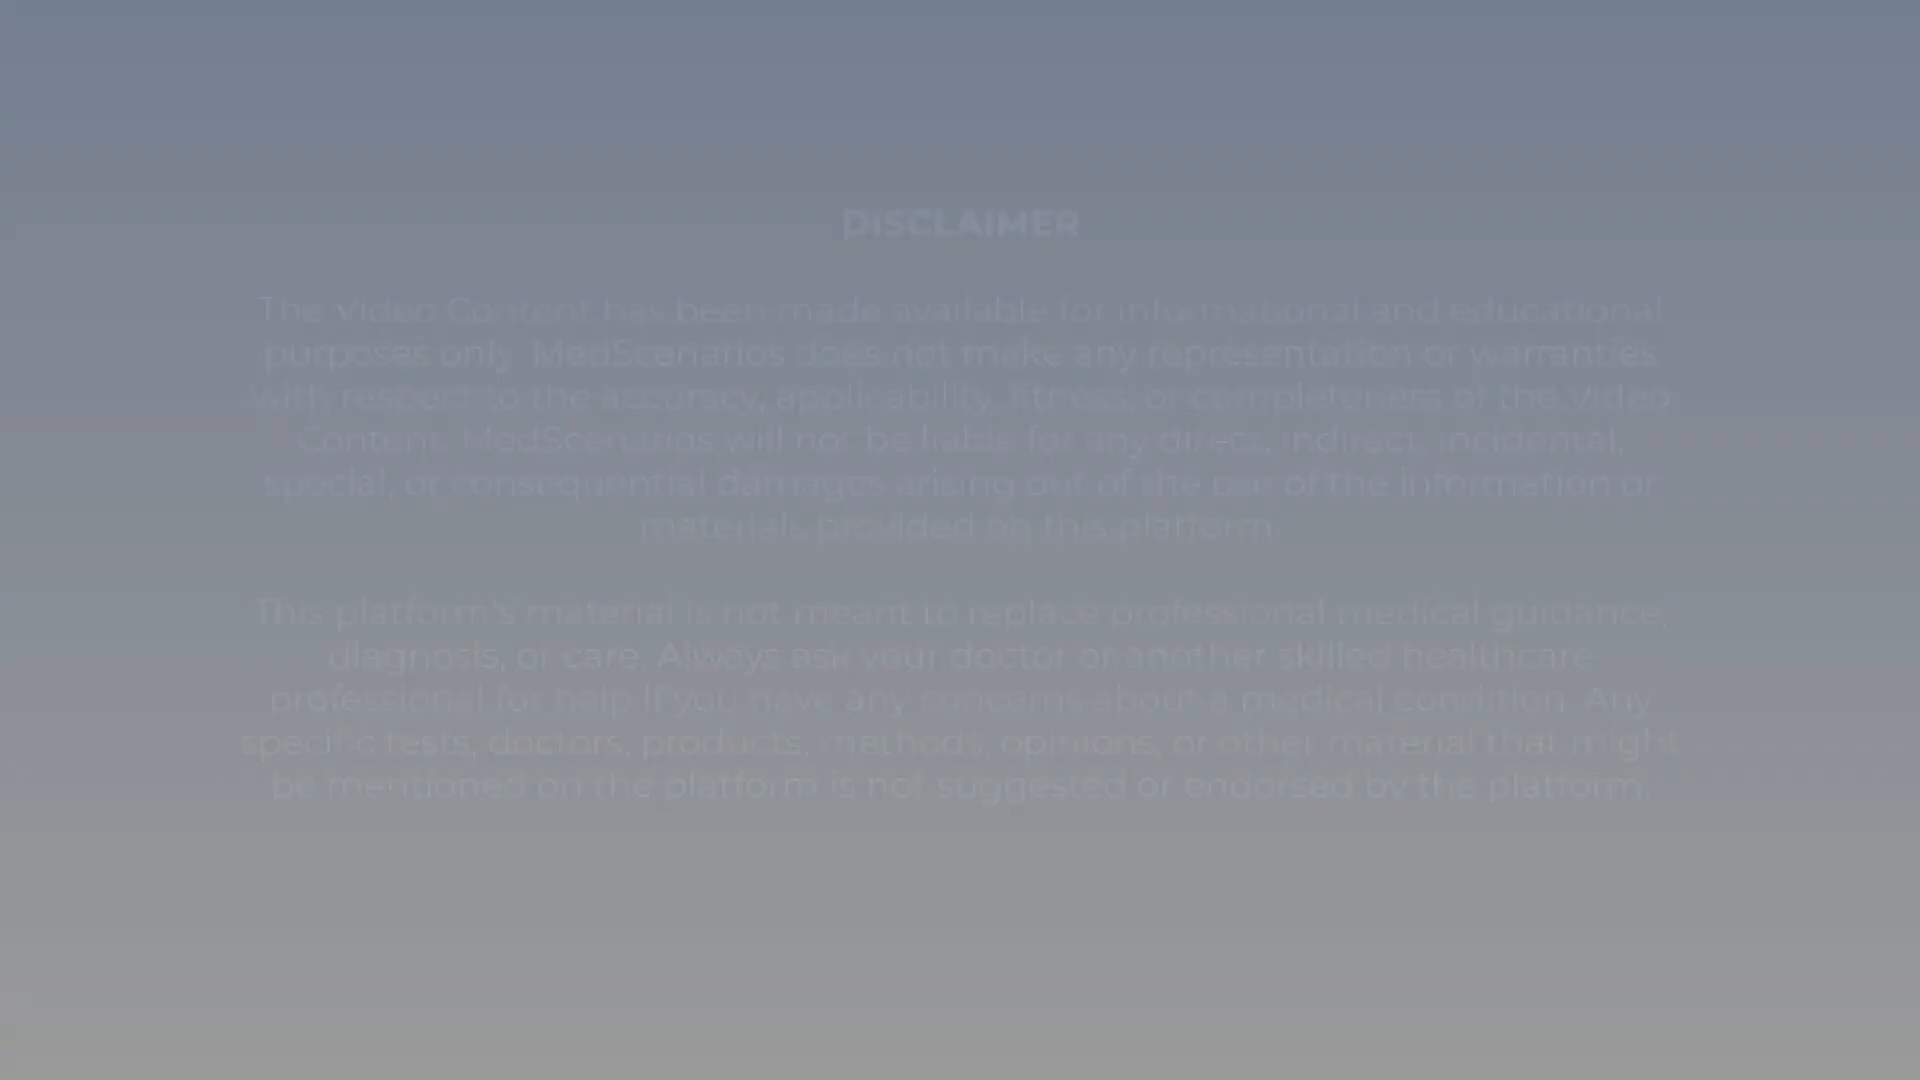 DISCLAIMER
The Video Content has been made available for informational and educational
purposes only. MedScenarios does not make any representation or warranties
with respect to the accuracy, applicability, fitness, or completeness of the Video
Content. MedScenarios will not be liable for any direct, indirect, incidental,
special, or consequential damages arising out of the use of the information or
materials provided on this platform.
This platform's material is not meant to replace professional medical guidance,
diagnosis, or care. Always ask your doctor or another skilled healthcare
professional for help if you have any concerns about a medical condition. Any
specific tests, doctors, products, methods, opinions, or other material that might
be mentioned on the platform is not suggested or endorsed by the platform.